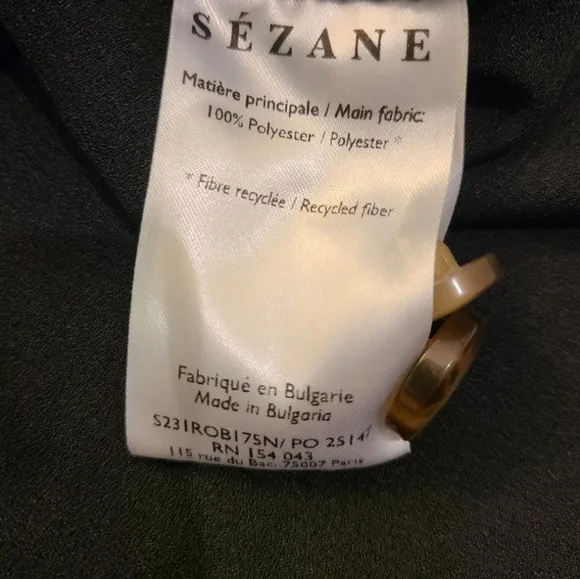 SÉZANE
Matière principale / Main fabric:
100% Polyester / Polyester *
* Fibre recyclée / Recycled fiber
Fabriqué en Bulgarie
Made in Bulgaria
S231ROB175N/ PO 2514
RN 154 043
115 rue du Bac, 75007 Paris